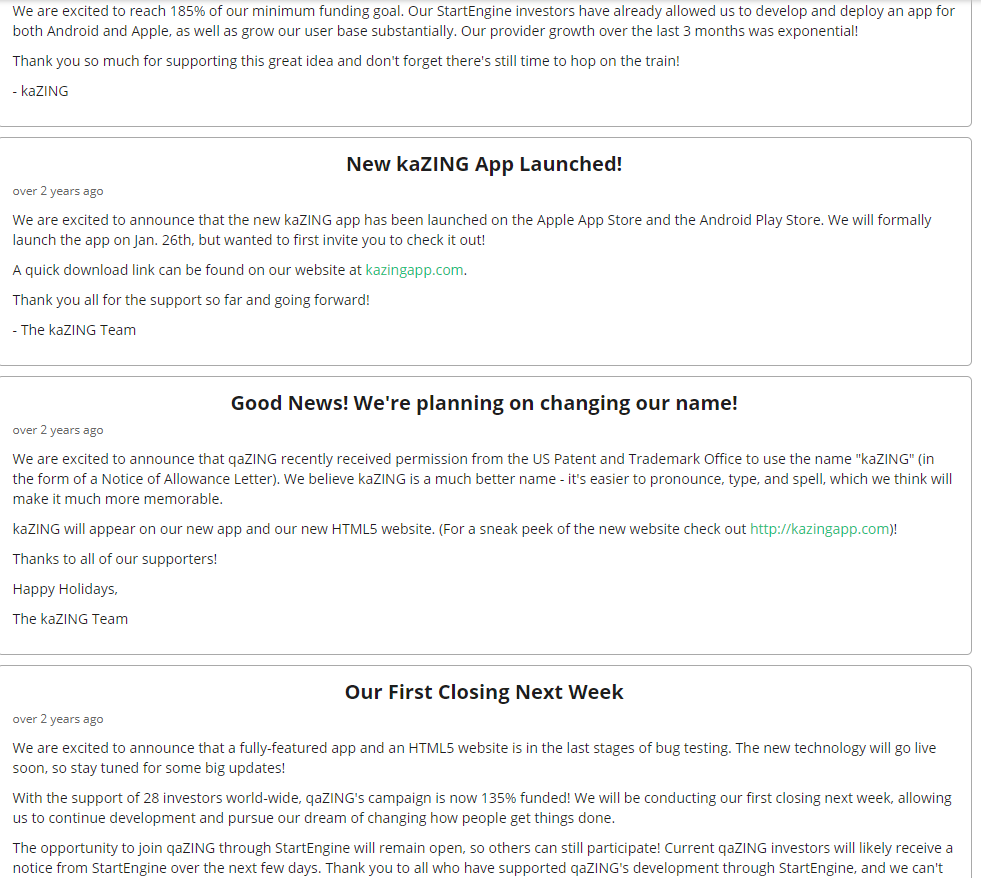 We are excited to reach 185% of our minimum funding goal. Our StartEngine investors have already allowed us to develop and deploy an app for
both Android and Apple, as well as grow our user base substantially. Our provider growth over the last 3 months was exponential!
Thank you so much for supporting this great idea and don't forget there's still time to hop on the train!
- kaZING
New kaZING App Launched!
over 2 years ago
We are excited to announce that the new kaZING app has been launched on the Apple App Store and the Android Play Store. We will formally
launch the app on Jan. 26th, but wanted to first invite you to check it out!
A quick download link can be found on our website at kazingapp.com.
Thank you all for the support so far and going forward!
- The kaZING Team
Good News! We're planning on changing our name!
over 2 years ago
We are excited to announce that qaZING recently received permission from the US Patent and Trademark Office to use the name "kaZING" (in
the form of a Notice of Allowance Letter). We believe kaZING is a much better name - it's easier to pronounce, type, and spell, which we think will
make it much more memorable.
kaZING will appear on our new app and our new HTML5 website. (For a sneak peek of the new website check out http://kazingapp.com)!
Thanks to all of our supporters!
Happy Holidays,
The kaZING Team
Our First Closing Next Week
over 2 years ago
We are excited to announce that a fully-featured app and an HTML5 website is in the last stages of bug testing. The new technology will go live
soon, so stay tuned for some big updates!
With the support of 28 investors world-wide, qaZING's campaign is now 135% funded! We will be conducting our first closing next week, allowing
us to continue development and pursue our dream of changing how people get things done.
The opportunity to join qaZING through StartEngine will remain open, so others can still participate! Current qaZING investors will likely receive a
notice from StartEngine over the next few days. Thank you to all who have supported qaZING's development through StartEngine, and we can't